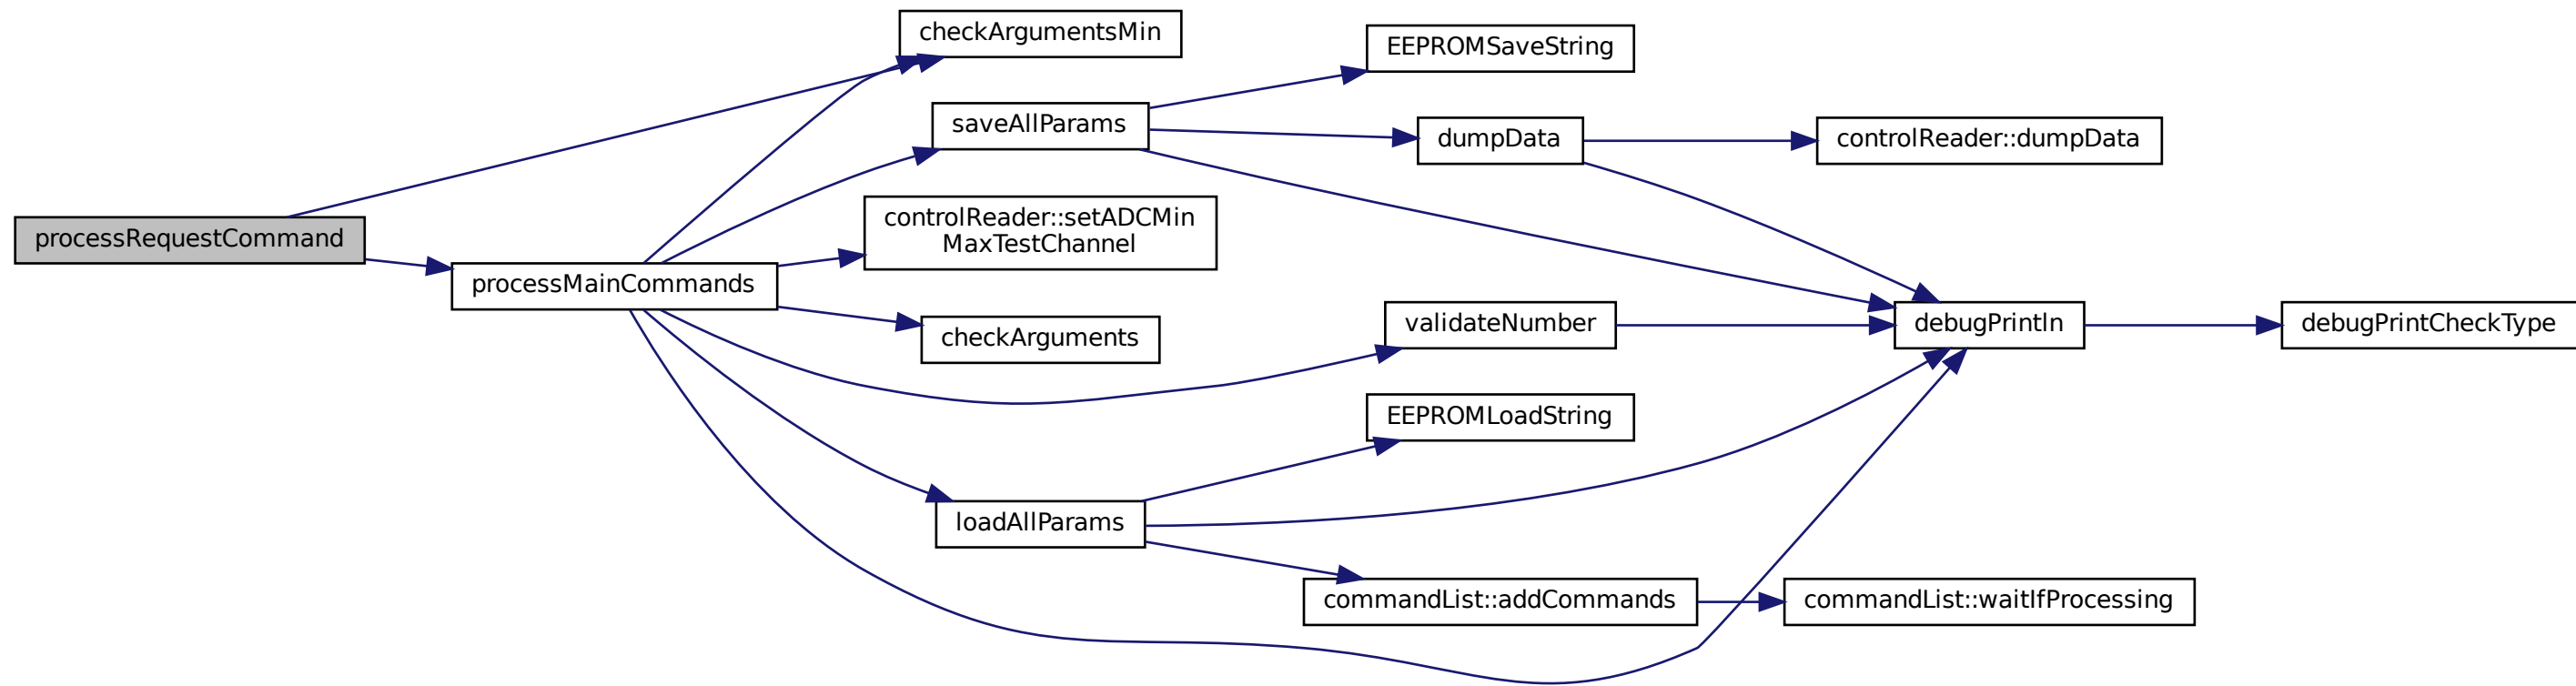 processRequestCommand
processMainCommands
checkArgumentsMin
saveAllParams
controlReader::setADCMin
MaxTestChannel
checkArguments
loadAllParams
EEPROMSaveString
dumpData
validateNumber
EEPROMLoadString
commandList::addCommands
controlReader::dumpData
debugPrintln
commandList::waitIfProcessing
debugPrintCheckType